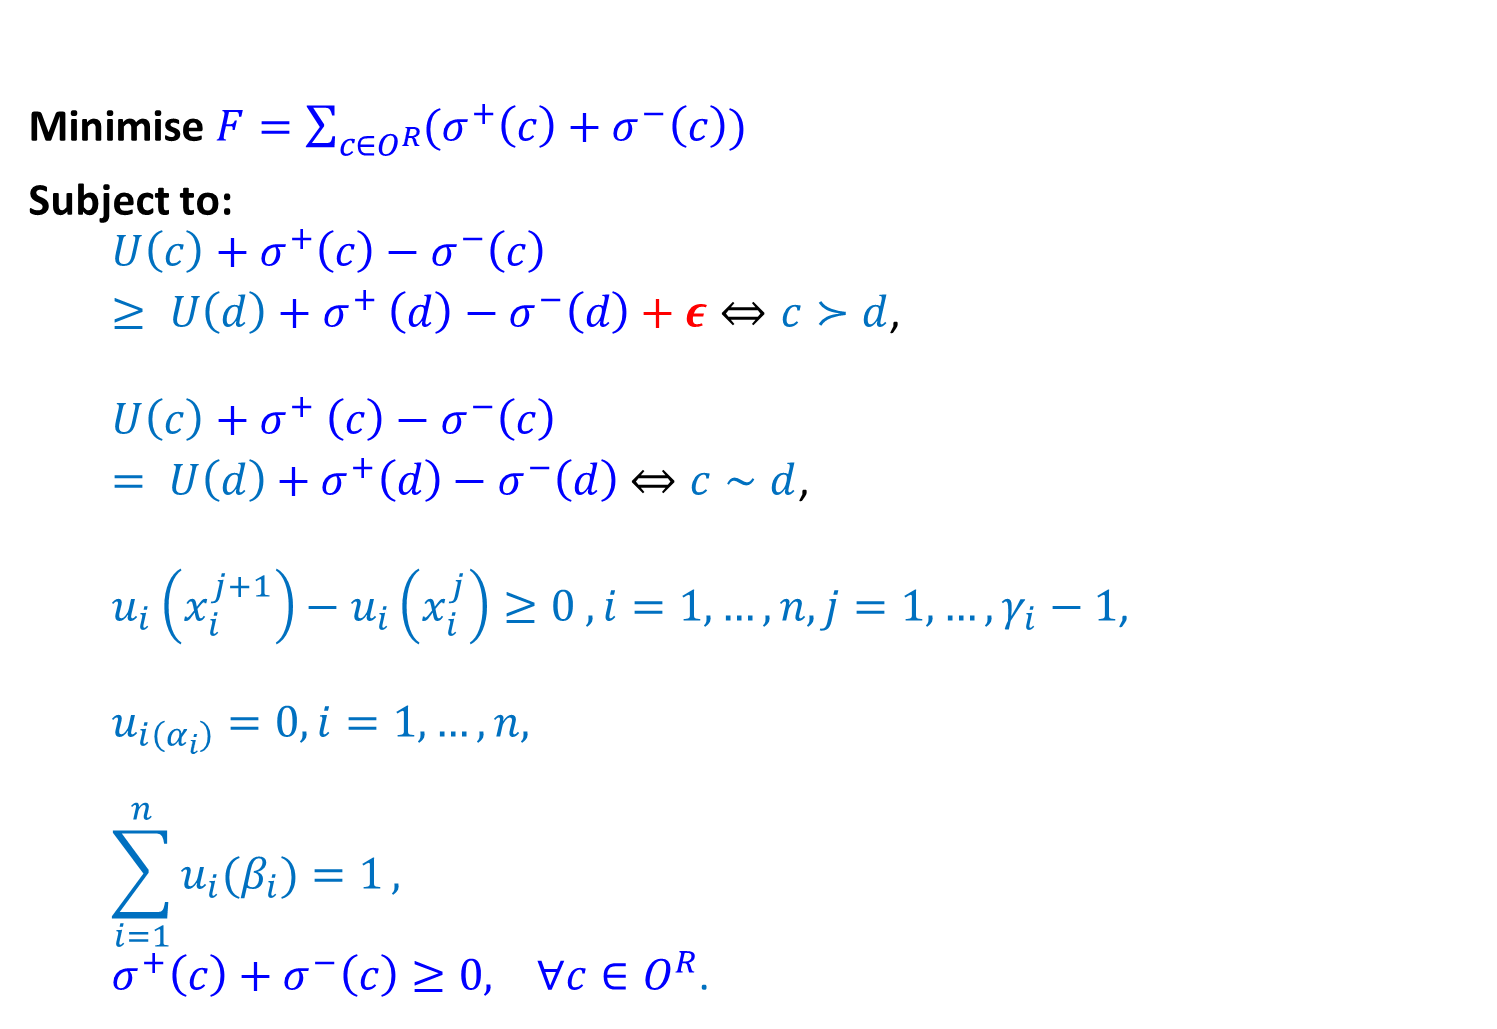 Minimise F = ∑_{c∈O^R}(σ⁺(c) + σ⁻(c))
Subject to:
U(c) + σ⁺(c) − σ⁻(c)
≥ U(d) + σ⁺ (d) − σ⁻(d) + ϵ ⇔ c ≻ d,
U(c) + σ⁺ (c) − σ⁻(c)
= U(d) + σ⁺(d) − σ⁻(d) ⇔ c ~ d,
u_i (x_i^{j+1}) − u_i (x_i^j) ≥ 0 , i = 1, … , n, j = 1, … , γ_i − 1,
u_{i(α_i)} = 0, i = 1, … , n,
∑_{i=1}^{n} u_i(β_i) = 1 ,
σ⁺(c) + σ⁻(c) ≥ 0, ∀c ∈ O^R.